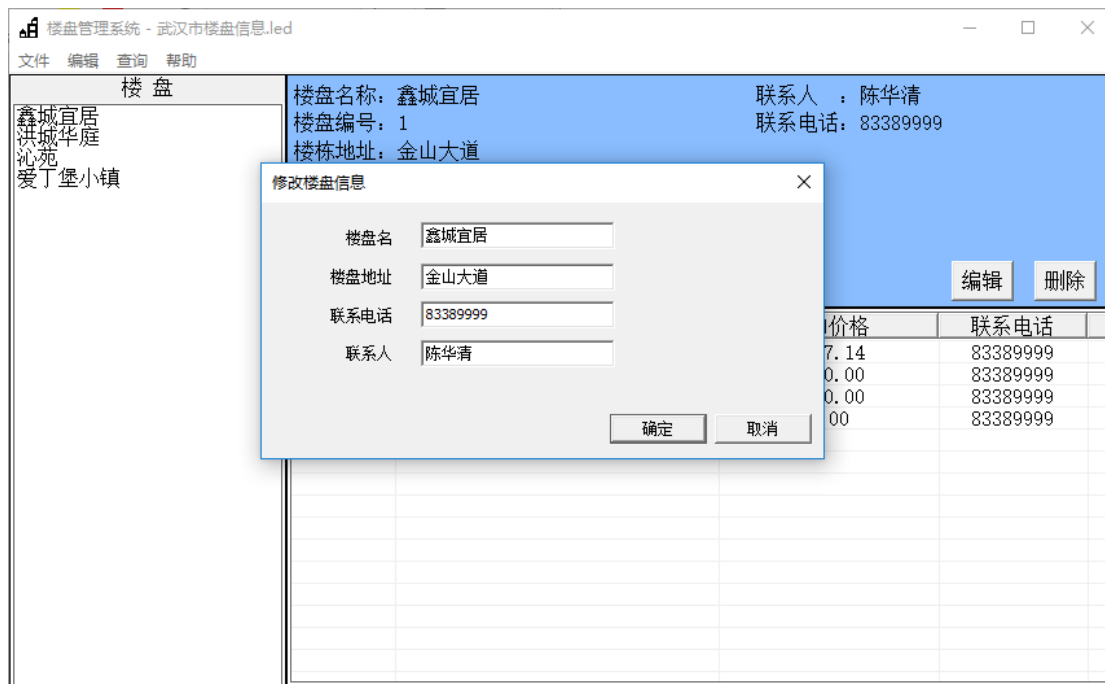 楼盘管理系统 - 武汉市楼盘信息.led
文件 编辑 查询 帮助
楼 盘
鑫城宜居
洪城华庭
沁苑
爱丁堡小镇
楼盘名称: 鑫城宜居 联系人 : 陈华清
楼盘编号: 1 联系电话: 83389999
楼栋地址: 金山大道
编辑 删除
修改楼盘信息
楼盘名 鑫城宜居
楼盘地址 金山大道
联系电话 83389999
联系人 陈华清
确定 取消
价格 联系电话
7.14 83389999
0.00 83389999
0.00 83389999
00 83389999